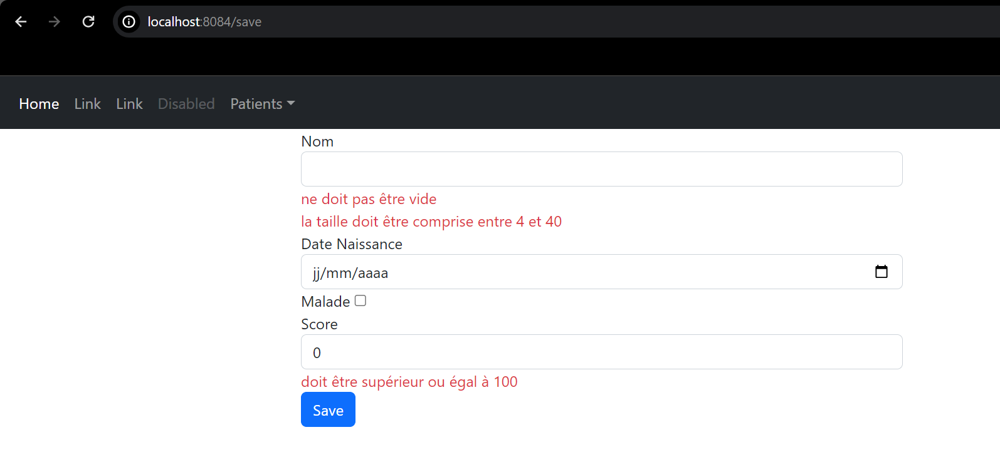 localhost:8084/save
Home Link Link Disabled Patients
Nom
ne doit pas être vide
la taille doit être comprise entre 4 et 40
Date Naissance
jj/mm/aaaa
Malade
Score
0
doit être supérieur ou égal à 100
Save